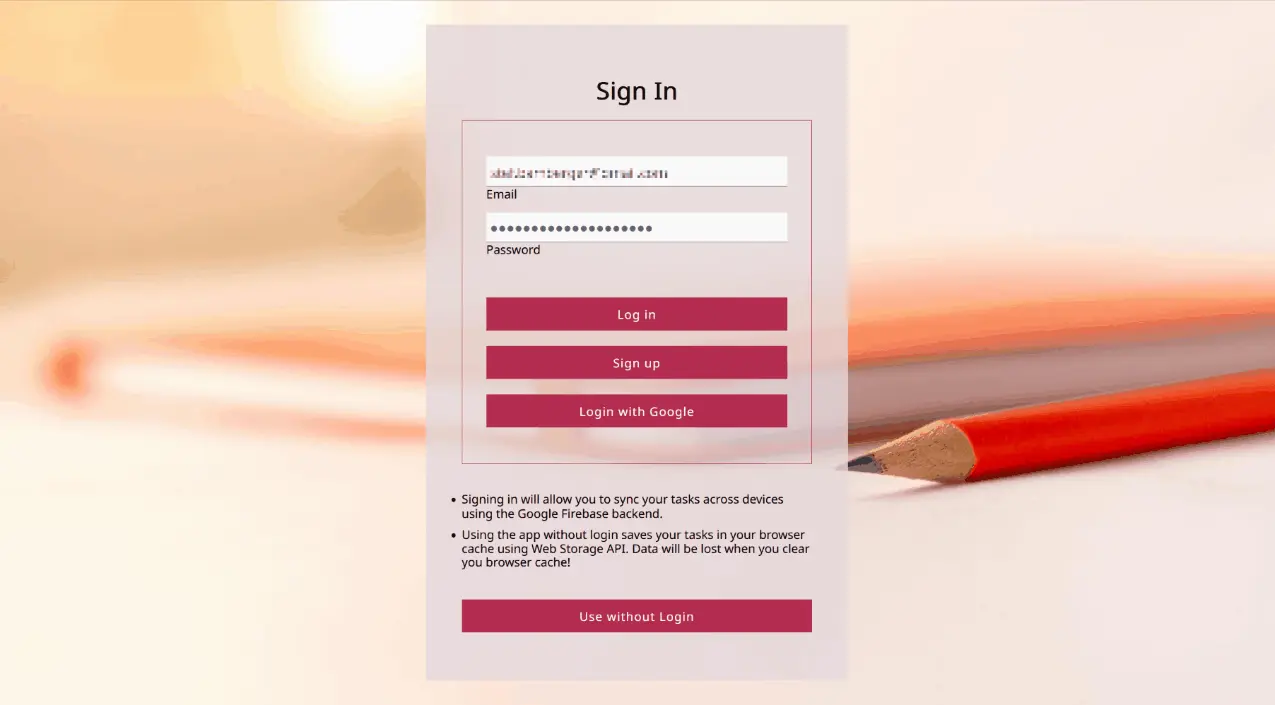 Sign In
Email
●●●●●●●●●●●●●●●●●●●●
Password
Log in
Sign up
Login with Google
• Signing in will allow you to sync your tasks across devices
using the Google Firebase backend.
• Using the app without login saves your tasks in your browser
cache using Web Storage API. Data will be lost when you clear
you browser cache!
Use without Login